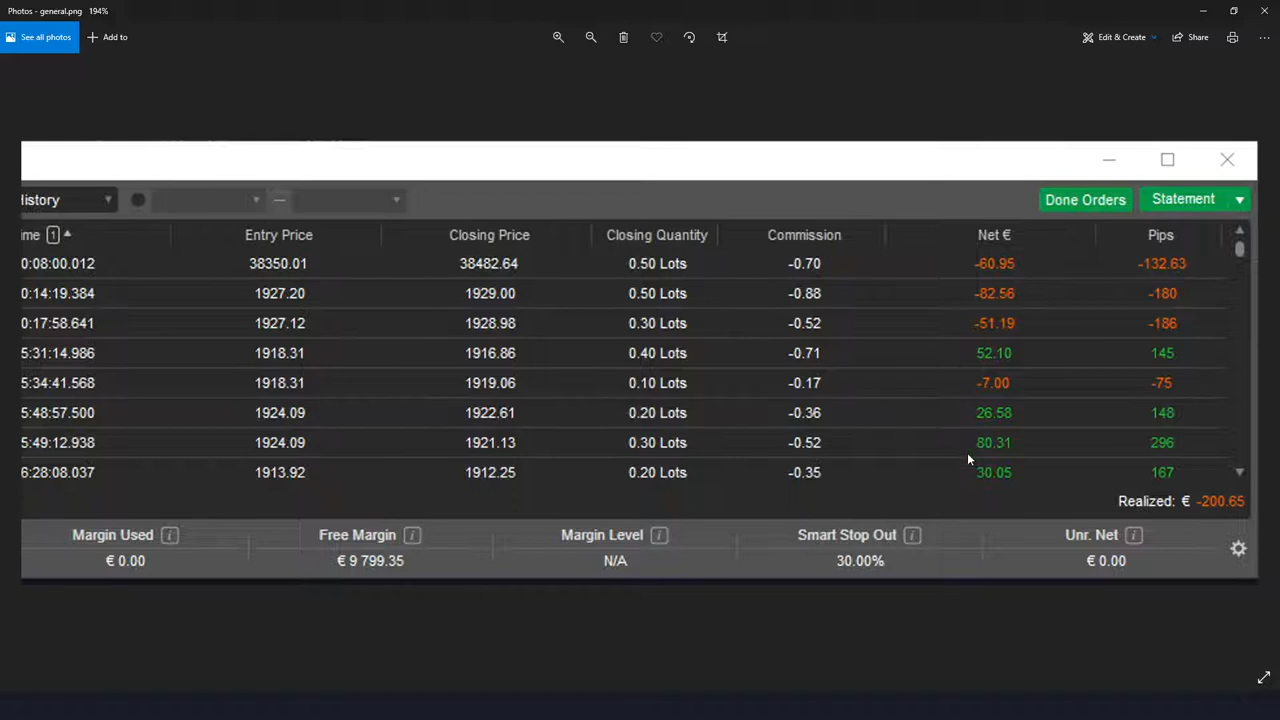 Photos - general.png 194%
See all photos Add to Edit & Create Share
listory Done Orders Statement
me 1 Entry Price Closing Price Closing Quantity Commission Net € Pips
0:08:00.012 38350.01 38482.64 0.50 Lots -0.70 -60.95 -132.63
0:14:19.384 1927.20 1929.00 0.50 Lots -0.88 -82.56 -180
0:17:58.641 1927.12 1928.98 0.30 Lots -0.52 -51.19 -186
5:31:14.986 1918.31 1916.86 0.40 Lots -0.71 52.10 145
5:34:41.568 1918.31 1919.06 0.10 Lots -0.17 -7.00 -75
5:48:57.500 1924.09 1922.61 0.20 Lots -0.36 26.58 148
5:49:12.938 1924.09 1921.13 0.30 Lots -0.52 80.31 296
6:28:08.037 1913.92 1912.25 0.20 Lots -0.35 30.05 167
Realized: € -200.65
Margin Used i Free Margin i Margin Level i Smart Stop Out i Unr. Net i
€ 0.00 € 9 799.35 N/A 30.00% € 0.00